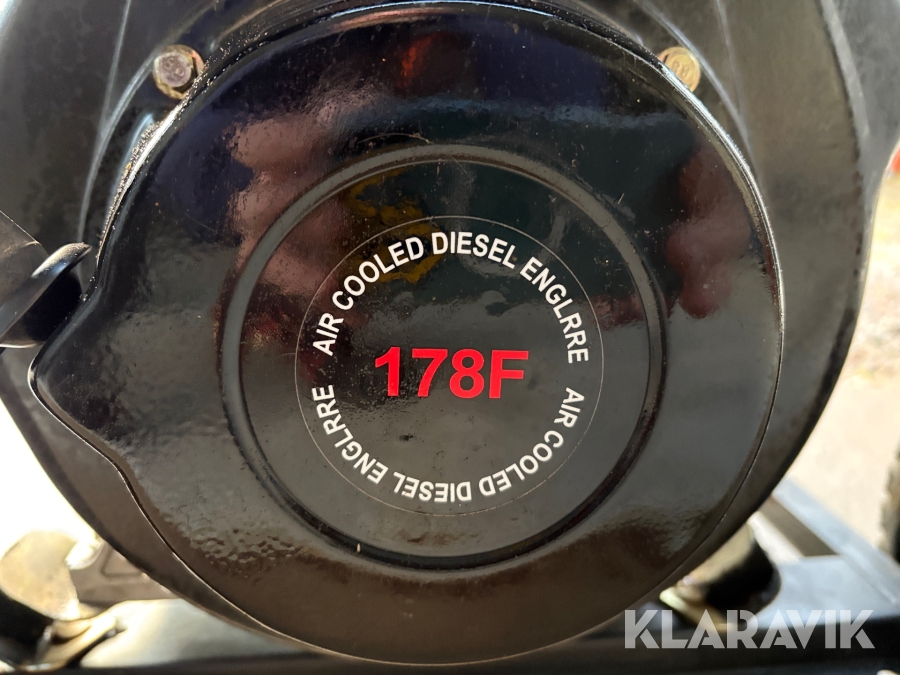 AIR COOLED DIESEL ENGLRRE
178F
AIR COOLED DIESEL ENGLRRE
KLARAVIK